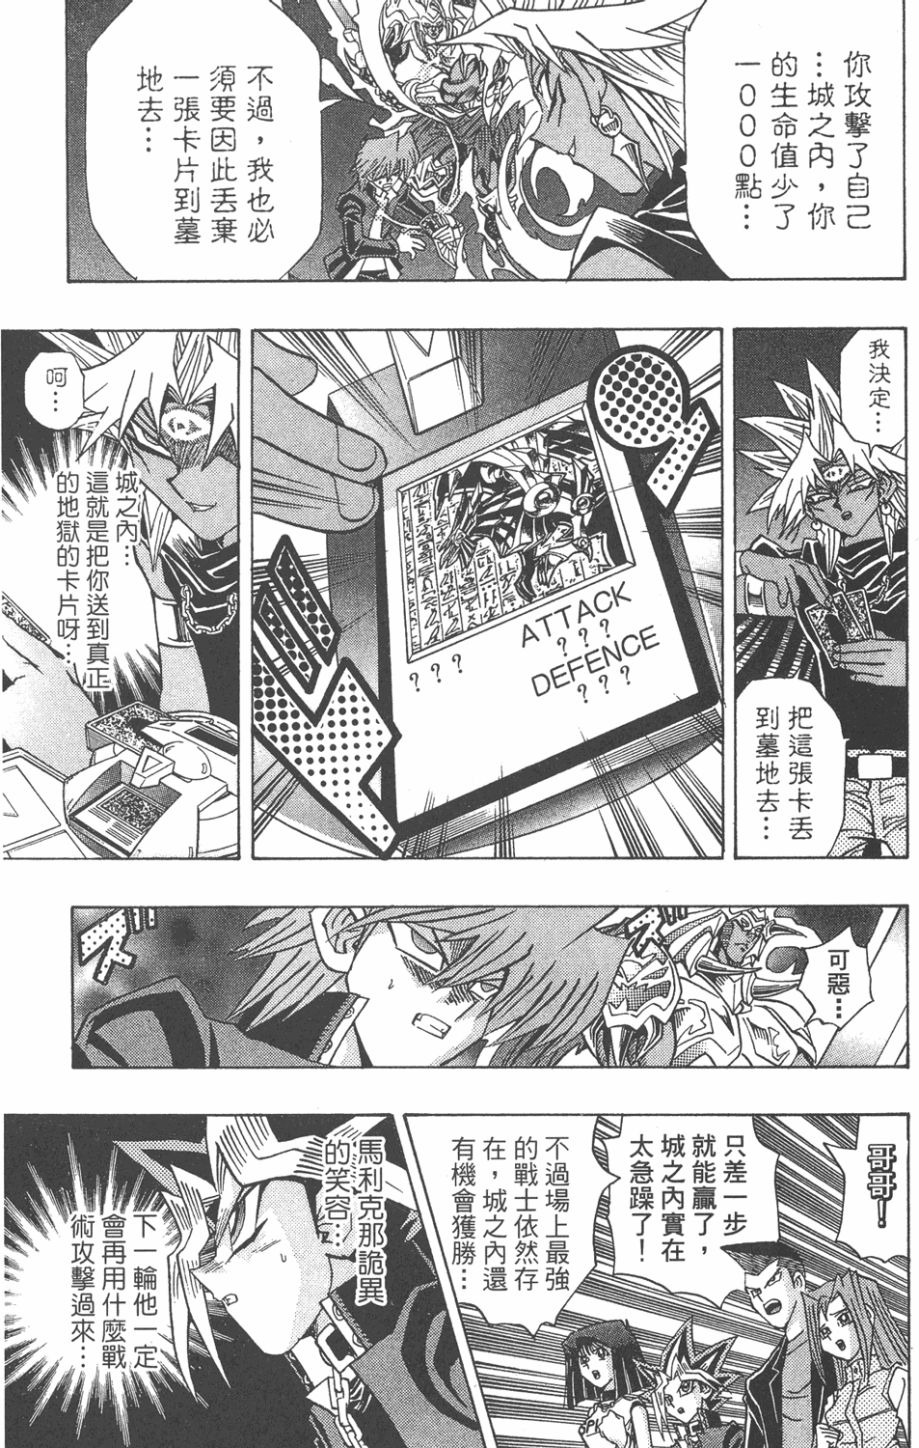 你攻擊了自己
…城之內，你
的生命值少了
一000點…
不過，我也必
須要因此丟棄
一張卡片到墓
地去…
我決定…
把這張卡丟
到墓地去…
ATTACK
???
DEFENCE
???
???
呵…
城之內…
這就是把你送到真正
的地獄的卡片呀…
可惡…
ズ
ズ
哥哥！
只差一步
就能贏了，
城之內實在
太急躁了！
不過場上最強
的戰士依然存
在，城之內還
有機會獲勝…
馬利克那詭異
的笑容…
下一輪他一定
會再用什麼戰
術攻擊過來…